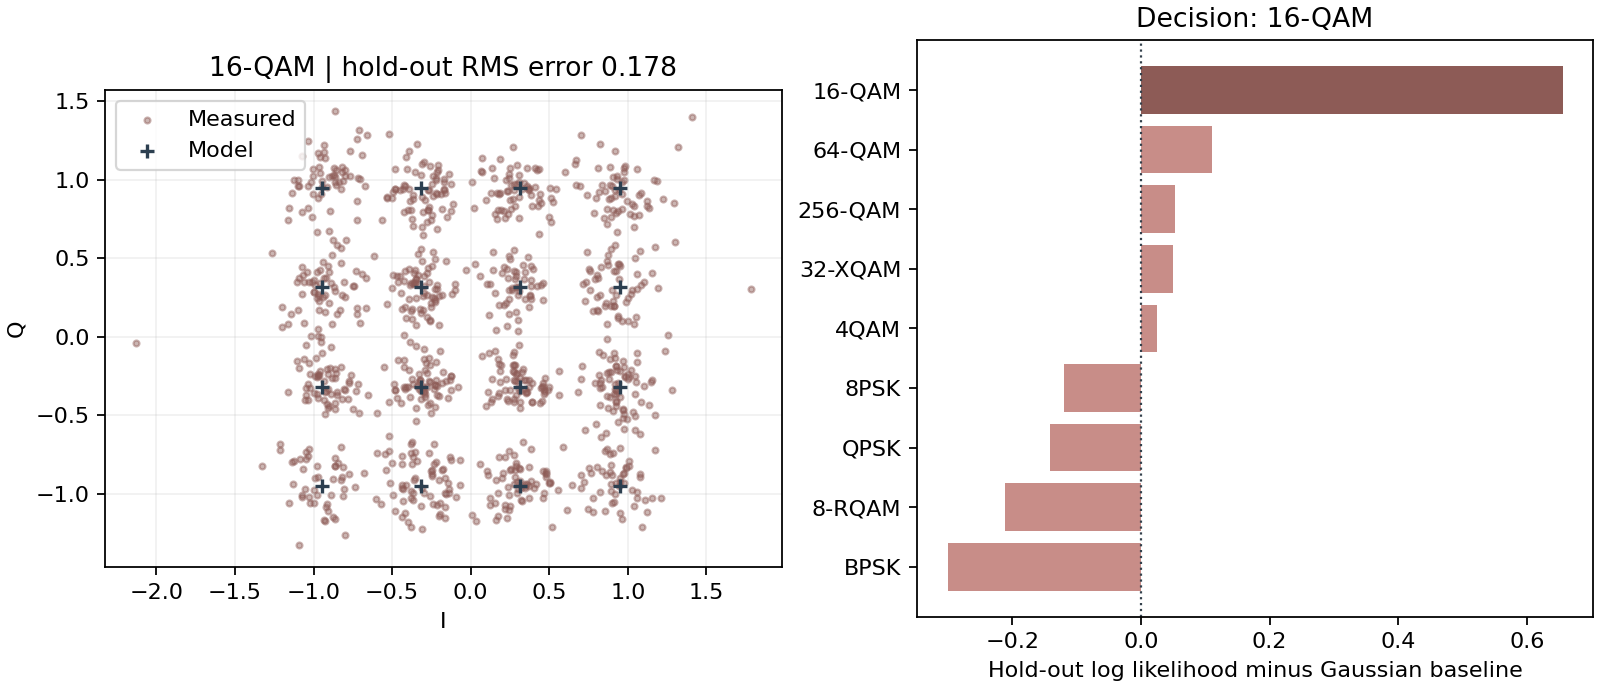 16-QAM | hold-out RMS error 0.178
Measured
Model
1.5
1.0
0.5
0.0
−0.5
−1.0
Q
−2.0 −1.5 −1.0 −0.5 0.0 0.5 1.0 1.5
I
Decision: 16-QAM
16-QAM
64-QAM
256-QAM
32-XQAM
4QAM
8PSK
QPSK
8-RQAM
BPSK
−0.2 0.0 0.2 0.4 0.6
Hold-out log likelihood minus Gaussian baseline